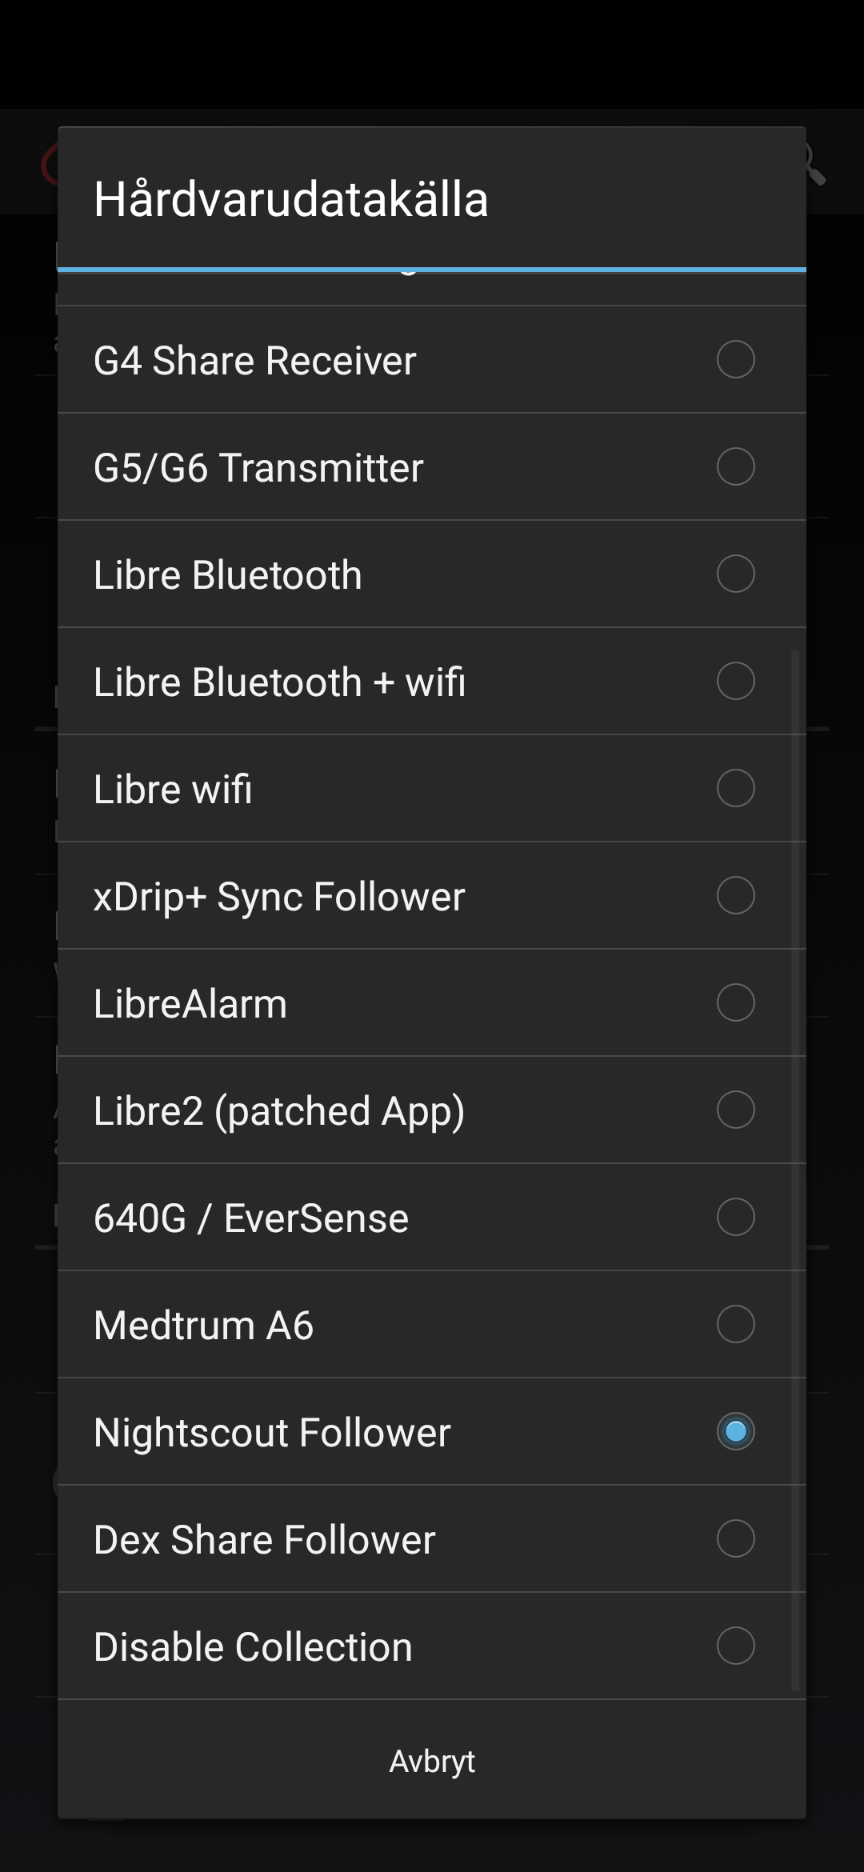 Hårdvarudatakälla
G4 Share Receiver
G5/G6 Transmitter
Libre Bluetooth
Libre Bluetooth + wifi
Libre wifi
xDrip+ Sync Follower
LibreAlarm
Libre2 (patched App)
640G / EverSense
Medtrum A6
Nightscout Follower
Dex Share Follower
Disable Collection
Avbryt